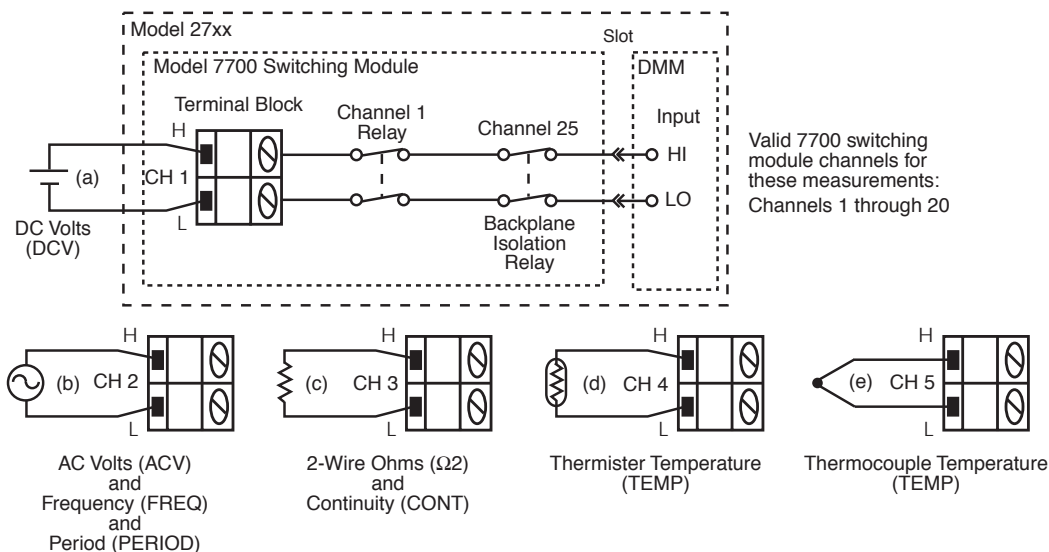 Model 27xx
Slot
Model 7700 Switching Module
DMM
Terminal Block
H
Channel 1
Relay
Channel 25
Input
HI
(a)
CH 1
LO
L
DC Volts
(DCV)
Backplane
Isolation
Relay
Valid 7700 switching
module channels for
these measurements:
Channels 1 through 20
H
(b)
CH 2
L
AC Volts (ACV)
and
Frequency (FREQ)
and
Period (PERIOD)
H
(c)
CH 3
L
2-Wire Ohms (Ω2)
and
Continuity (CONT)
H
(d)
CH 4
L
Thermister Temperature
(TEMP)
H
(e)
CH 5
L
Thermocouple Temperature
(TEMP)